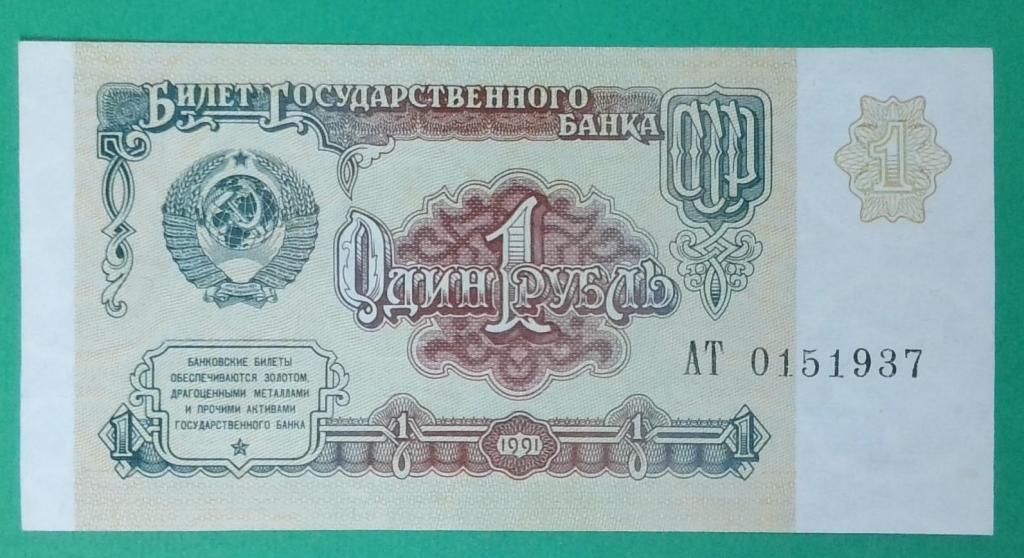 Билет Государственного
Банка
СССР
1
Один 1 рубль
АТ 0151937
БАНКОВСКИЕ БИЛЕТЫ
ОБЕСПЕЧИВАЮТСЯ ЗОЛОТОМ,
ДРАГОЦЕННЫМИ МЕТАЛЛАМИ
И ПРОЧИМИ АКТИВАМИ
ГОСУДАРСТВЕННОГО БАНКА
1 1 1991 1 1